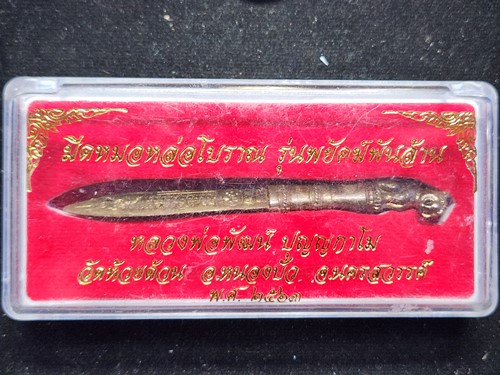 มีดหมอหล่อโบราณ รุ่นพยัคฆ์พันล้าน
หลวงพ่อพัฒน์ ปุญญกาโม
วัดห้วยด้วน อ.หนองบัว จ.นครสวรรค์
พ.ศ. ๒๕๖๓